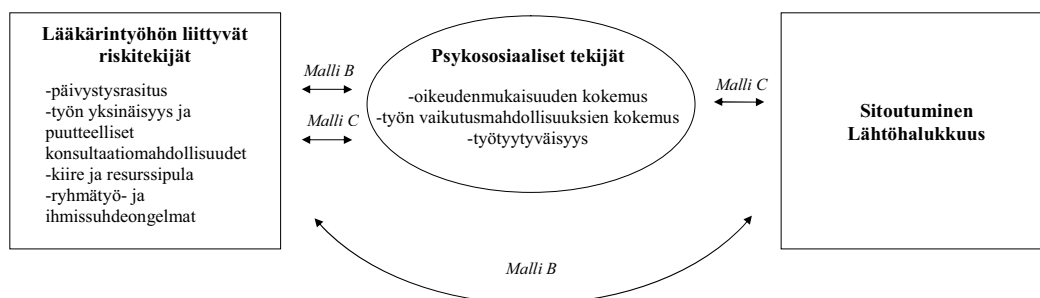 Lääkärintyöhön liittyvät
riskitekijät
-päivystysrasitus
-työn yksinäisyys ja
puutteelliset
konsultaatiomahdollisuudet
-kiire ja resurssipula
-ryhmätyö- ja
ihmissuhdeongelmat
Malli B
Malli C
Psykososiaaliset tekijät
-oikeudenmukaisuuden kokemus
-työn vaikutusmahdollisuuksien kokemus
-työtyytyväisyys
Malli C
Sitoutuminen
Lähtöhalukkuus
Malli B